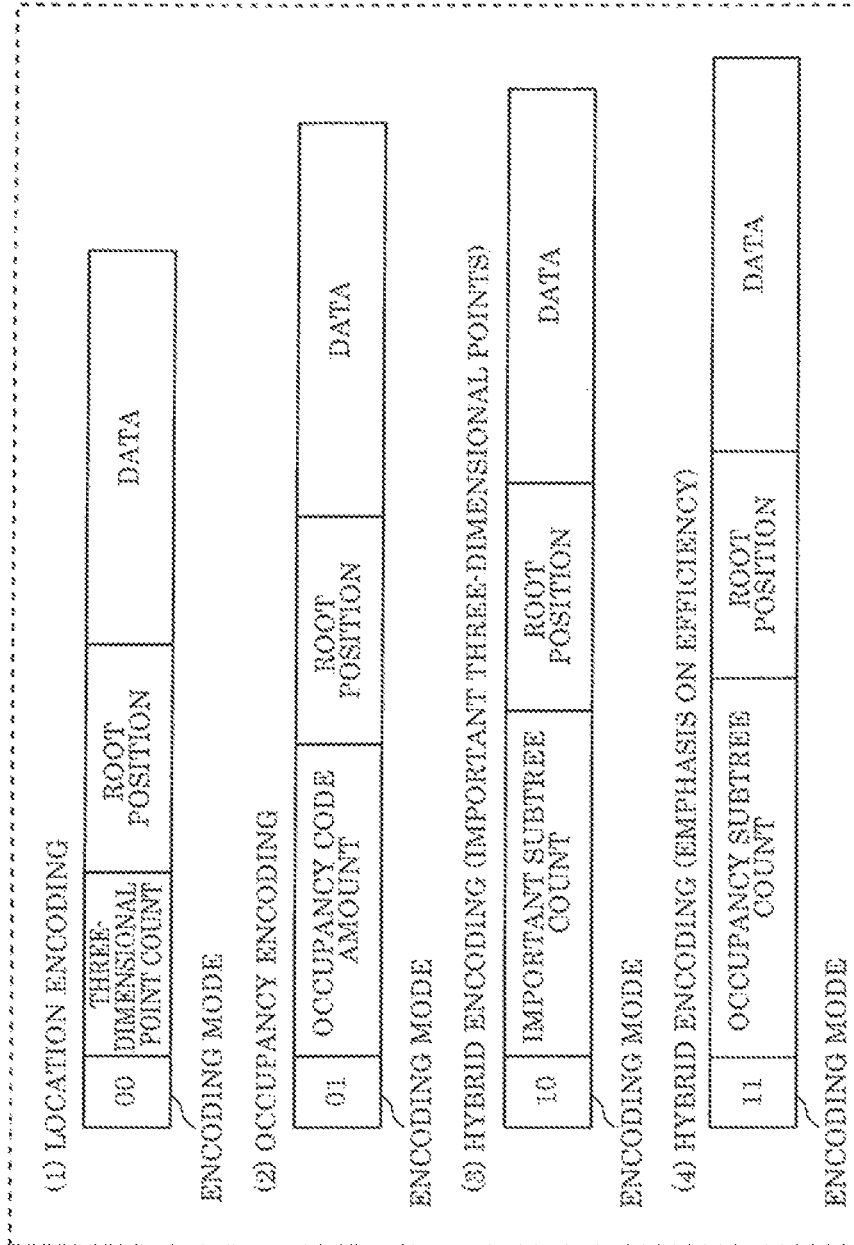 (1) LOCATION ENCODING
00
THREE-
DIMENSIONAL
POINT COUNT
ROOT
POSITION
DATA
ENCODING MODE
(2) OCCUPANCY ENCODING
01
OCCUPANCY CODE
AMOUNT
ROOT
POSITION
DATA
ENCODING MODE
(3) HYBRID ENCODING (IMPORTANT THREE-DIMENSIONAL POINTS)
10
IMPORTANT SUBTREE
COUNT
ROOT
POSITION
DATA
ENCODING MODE
(4) HYBRID ENCODING (EMPHASIS ON EFFICIENCY)
11
OCCUPANCY SUBTREE
COUNT
ROOT
POSITION
DATA
ENCODING MODE